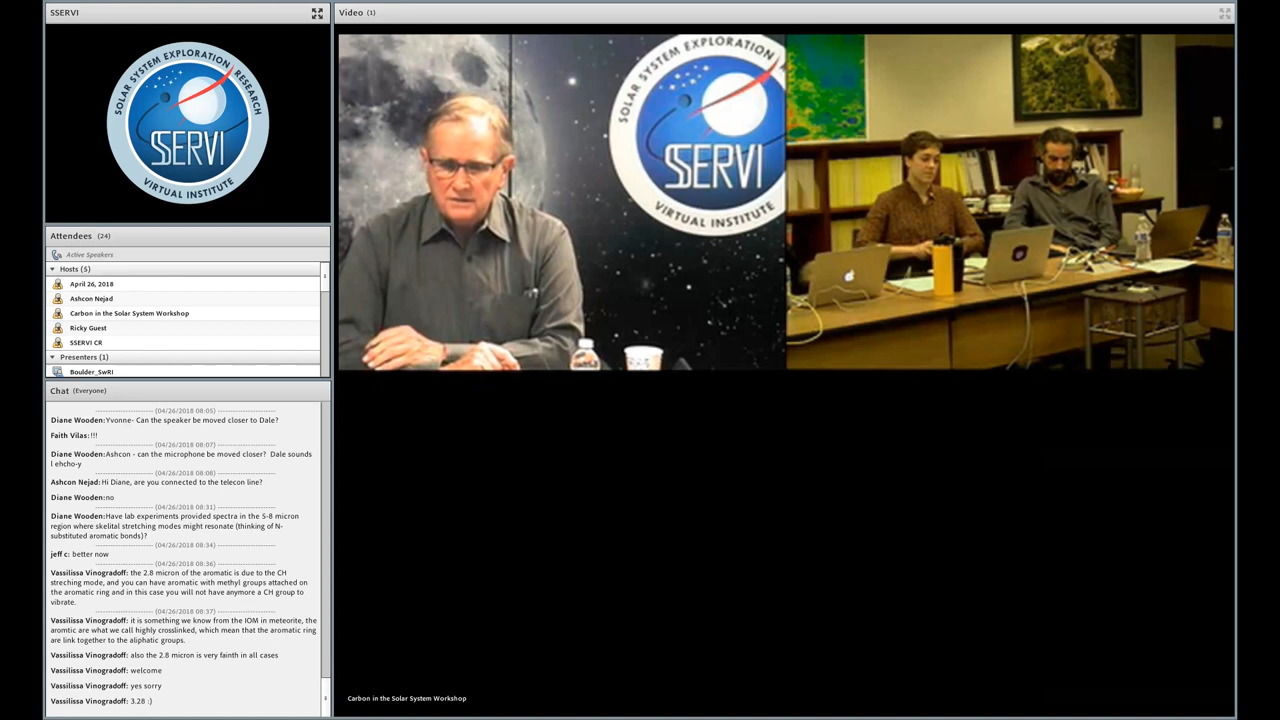 SSERVI
SOLAR SYSTEM EXPLORATION RESEARCH
SSERVI
VIRTUAL INSTITUTE
Attendees (24)
Active Speakers
Hosts (5)
April 26, 2018
Ashcon Nejad
Carbon in the Solar System Workshop
Ricky Guest
SSERVI CR
Presenters (1)
Boulder_SwRI
Chat (Everyone)
---------------------- (04/26/2018 08:05) ----------------------
Diane Wooden:Yvonne- Can the speaker be moved closer to Dale?
Faith Vilas:!!!
---------------------- (04/26/2018 08:07) ----------------------
Diane Wooden:Ashcon - can the microphone be moved closer? Dale sounds
l ehcho-y
---------------------- (04/26/2018 08:08) ----------------------
Ashcon Nejad: Hi Diane, are you connected to the telecon line?
Diane Wooden:no
---------------------- (04/26/2018 08:31) ----------------------
Diane Wooden:Have lab experiments provided spectra in the 5-8 micron
region where skelital stretching modes might resonate (thinking of N-
substituted aromatic bonds)?
---------------------- (04/26/2018 08:34) ----------------------
jeff c: better now
---------------------- (04/26/2018 08:36) ----------------------
Vassilissa Vinogradoff: the 2.8 micron of the aromatic is due to the CH
streching mode, and you can have aromatic with methyl groups attached on
the aromatic ring and in this case you will not have anymore a CH group to
vibrate.
---------------------- (04/26/2018 08:37) ----------------------
Vassilissa Vinogradoff: it is something we know from the IOM in meteorite, the
aromtic are what we call highly crosslinked, which mean that the aromatic ring
are link together to the aliphatic groups.
Vassilissa Vinogradoff: also the 2.8 micron is very fainth in all cases
Vassilissa Vinogradoff: welcome
Vassilissa Vinogradoff: yes sorry
Vassilissa Vinogradoff: 3.28 :)
Video (1)
SOLAR SYSTEM EXPLORATION
SSERVI
VIRTUAL INSTITUTE
Carbon in the Solar System Workshop